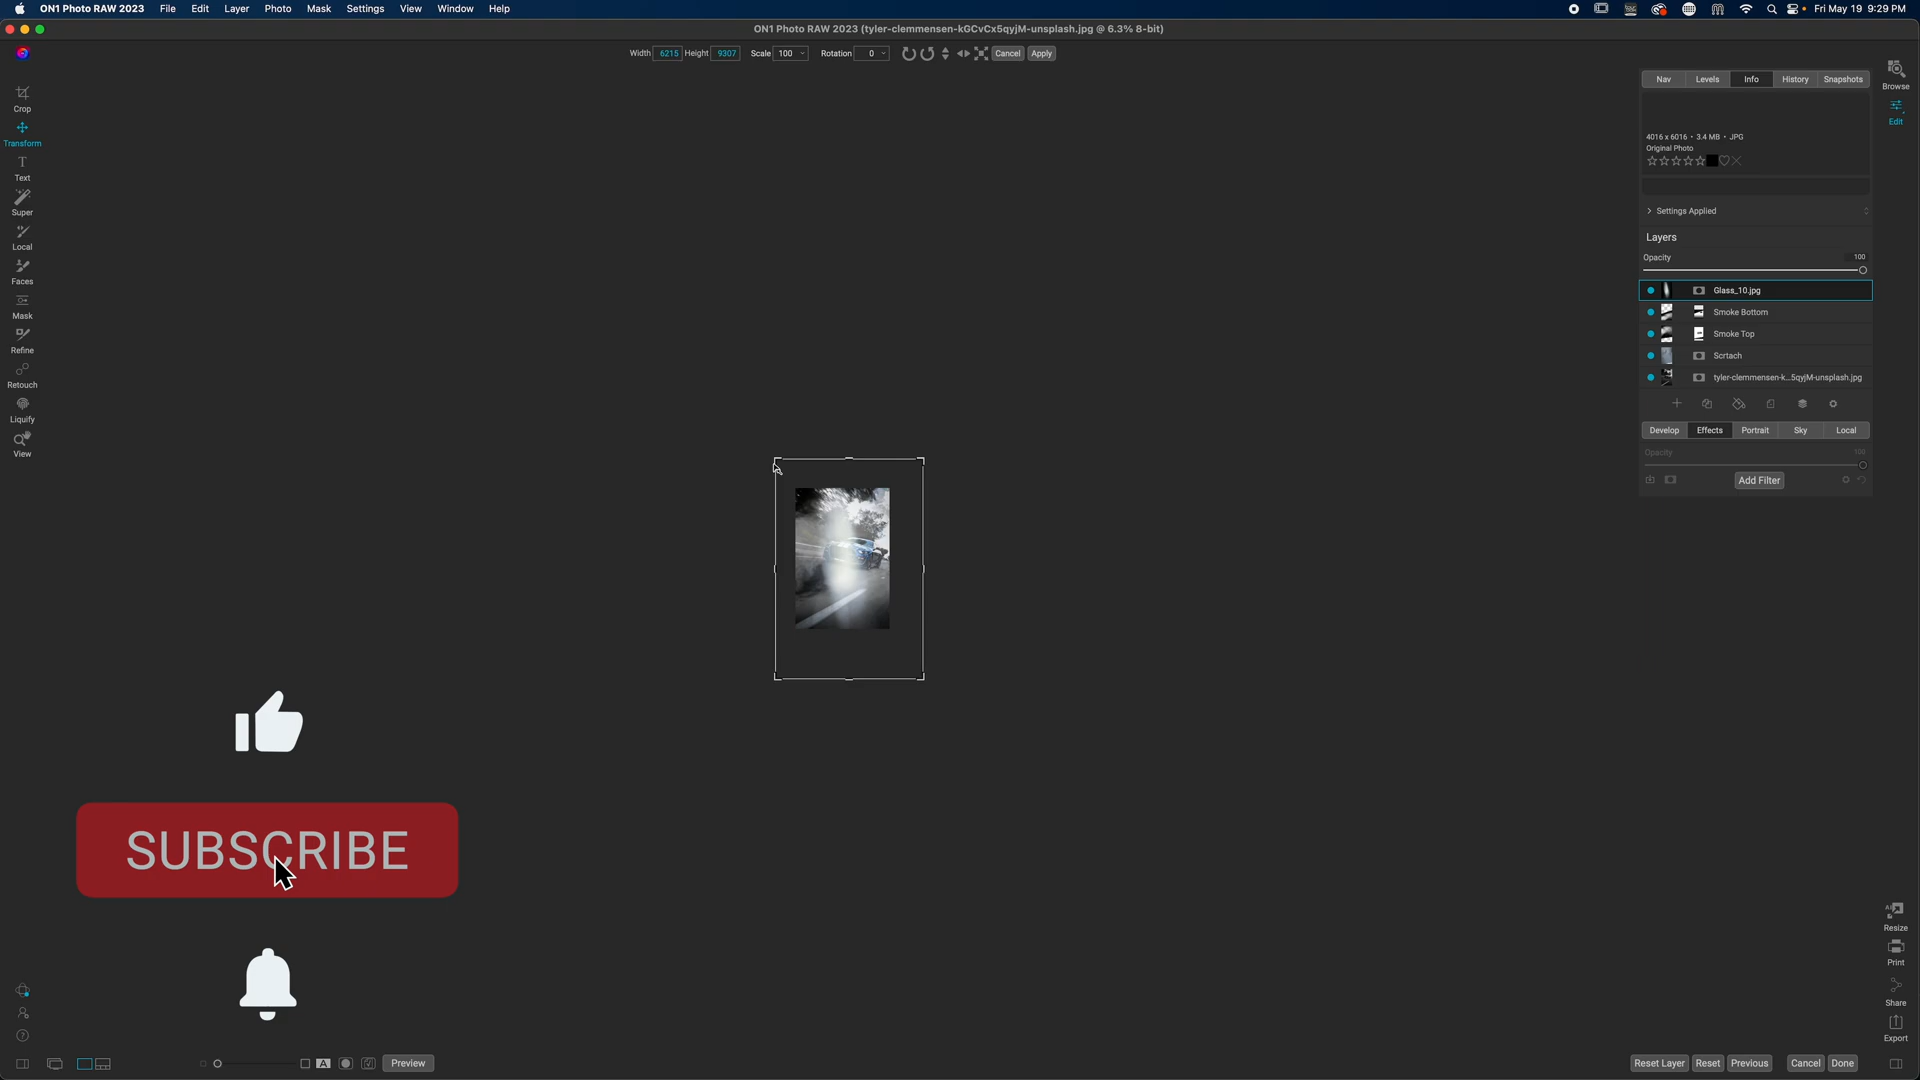 ON1 Photo RAW 2023 File Edit Layer Photo Mask Settings View Window Help
Fri May 19 9:29 PM
ON1 Photo RAW 2023 (tyler-clemmensen-kGCvCx5qyjM-unsplash.jpg @ 6.3% 8-bit)
Width 6215 Height 9307 Scale 100 Rotation 0 Cancel Apply
Crop
Transform
Text
Super
Local
Faces
Mask
Refine
Retouch
Liquify
View
Nav Levels Info History Snapshots
Browse
Edit
4016 x 6016 • 3.4 MB • JPG
Original Photo
Settings Applied
Layers
Opacity 100
Glass_10.jpg
Smoke Bottom
Smoke Top
Scrtach
tyler-clemmensen-k...5qyjM-unsplash.jpg
Develop Effects Portrait Sky Local
Opacity 100
Add Filter
SUBSCRIBE
Resize
Print
Share
Export
A Preview
Reset Layer Reset Previous Cancel Done